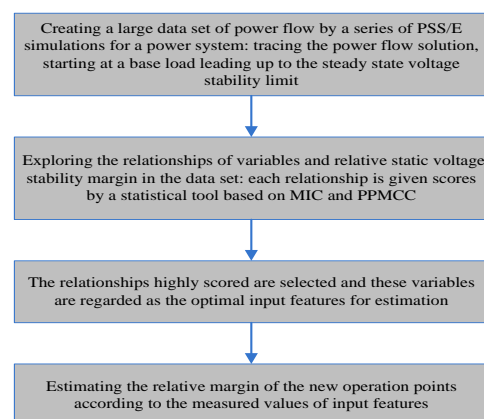 Creating a large data set of power flow by a series of PSS/E
simulations for a power system: tracing the power flow solution,
starting at a base load leading up to the steady state voltage
stability limit
Exploring the relationships of variables and relative static voltage
stability margin in the data set: each relationship is given scores
by a statistical tool based on MIC and PPMCC
The relationships highly scored are selected and these variables
are regarded as the optimal input features for estimation
Estimating the relative margin of the new operation points
according to the measured values of input features